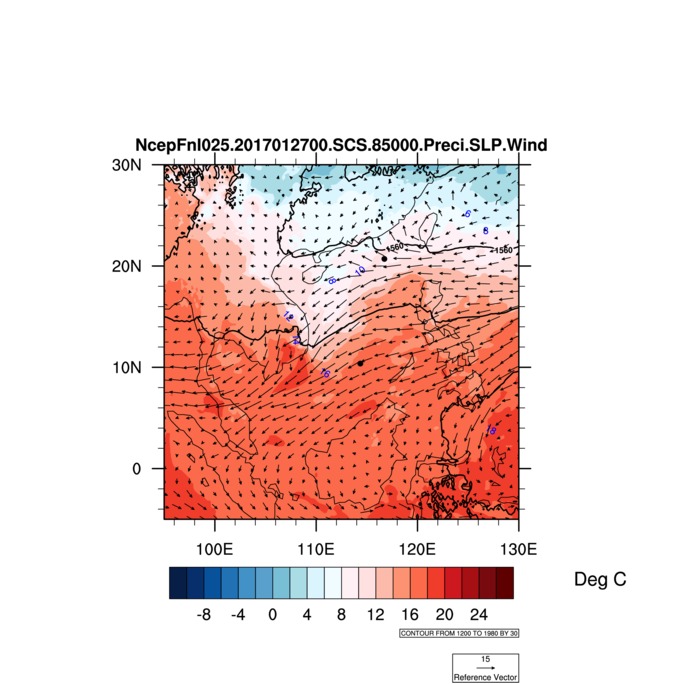 NcepFnl025.2017012700.SCS.85000.Preci.SLP.Wind
30N
20N
10N
0
100E
110E
120E
130E
1560
1560
6
8
8
10
12
16
18
-8
-4
0
4
8
12
16
20
24
Deg C
CONTOUR FROM 1200 TO 1980 BY 30
15
Reference Vector